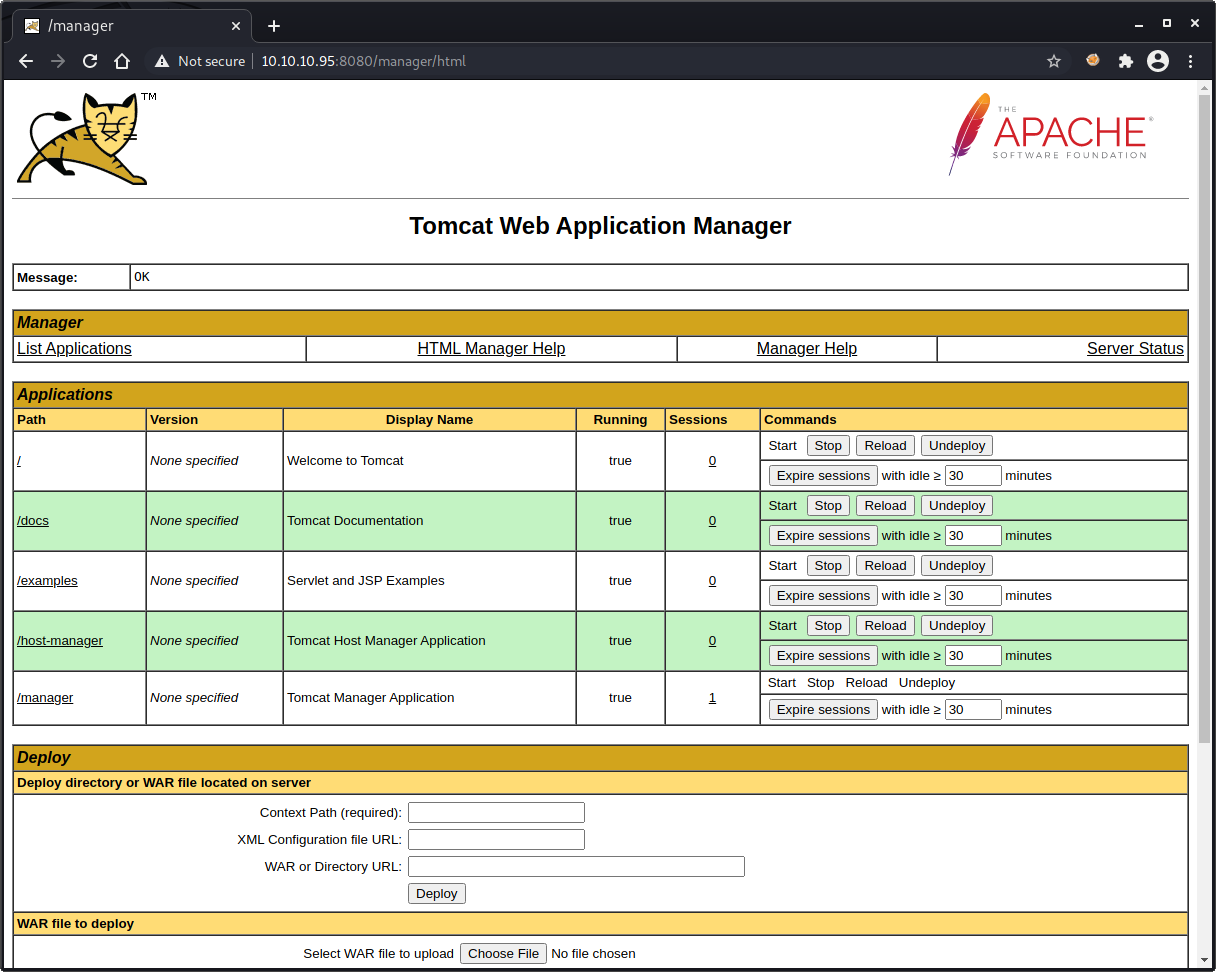 /manager
Not secure 10.10.10.95:8080/manager/html
TM
THE
APACHE®
SOFTWARE FOUNDATION
Tomcat Web Application Manager
Message: OK
Manager
List Applications HTML Manager Help Manager Help Server Status
Applications
Path Version Display Name Running Sessions Commands
/ None specified Welcome to Tomcat true 0 Start Stop Reload Undeploy
Expire sessions with idle ≥ 30 minutes
/docs None specified Tomcat Documentation true 0 Start Stop Reload Undeploy
Expire sessions with idle ≥ 30 minutes
/examples None specified Servlet and JSP Examples true 0 Start Stop Reload Undeploy
Expire sessions with idle ≥ 30 minutes
/host-manager None specified Tomcat Host Manager Application true 0 Start Stop Reload Undeploy
Expire sessions with idle ≥ 30 minutes
/manager None specified Tomcat Manager Application true 1 Start Stop Reload Undeploy
Expire sessions with idle ≥ 30 minutes
Deploy
Deploy directory or WAR file located on server
Context Path (required):
XML Configuration file URL:
WAR or Directory URL:
Deploy
WAR file to deploy
Select WAR file to upload Choose File No file chosen